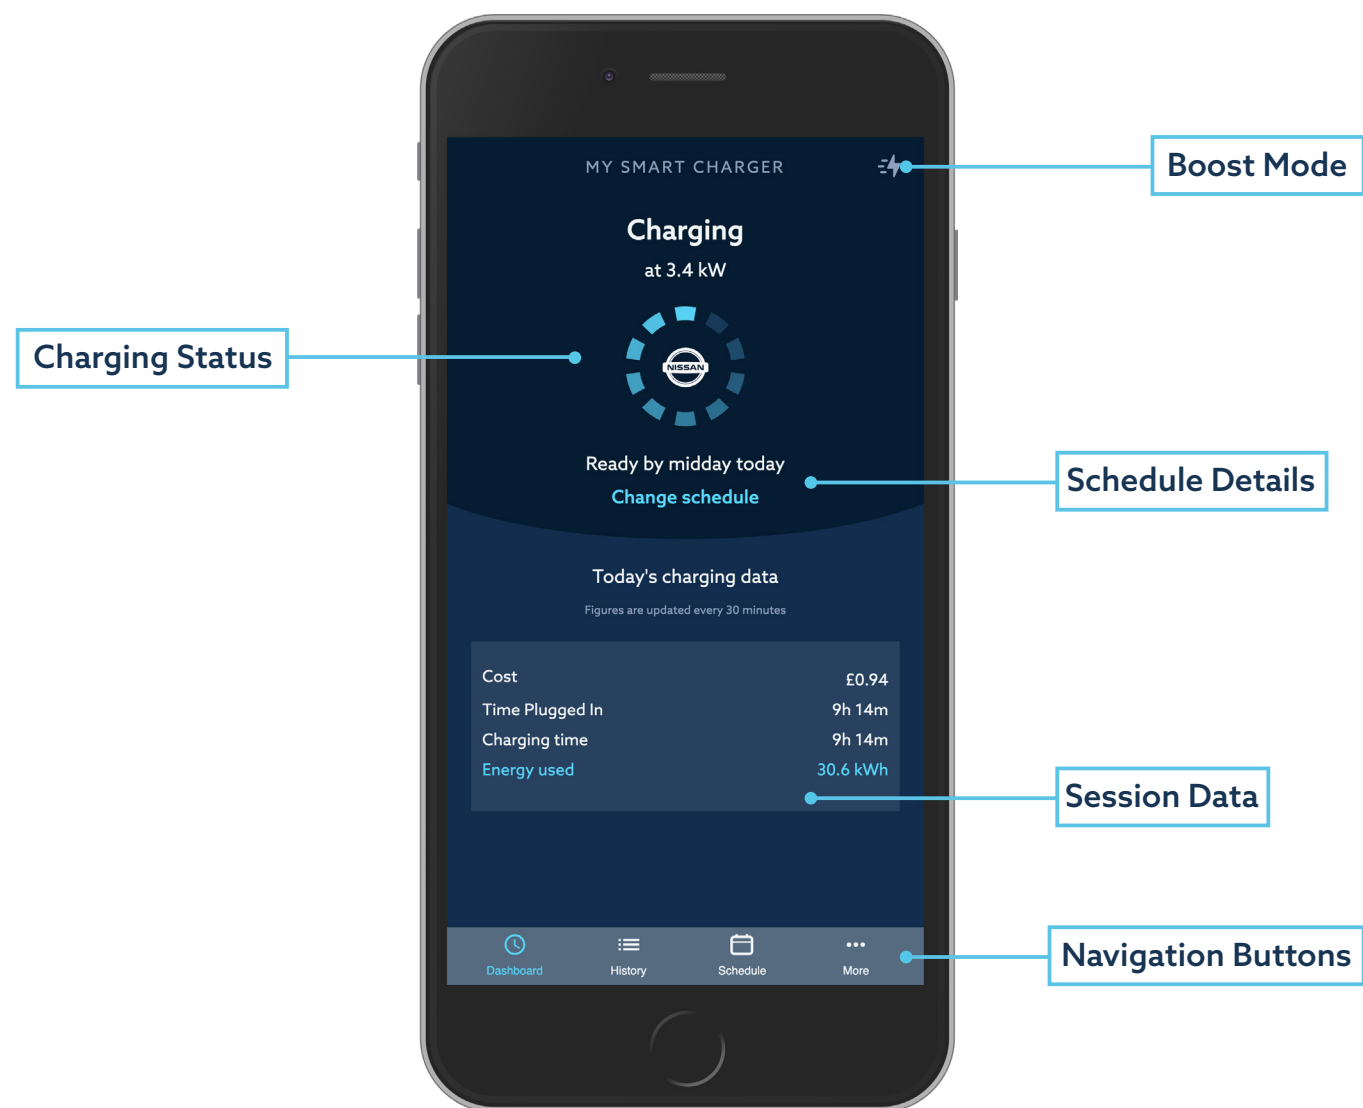 MY SMART CHARGER
Boost Mode
Charging
at 3.4 kW
Charging Status
NISSAN
Ready by midday today
Change schedule
Schedule Details
Today's charging data
Figures are updated every 30 minutes
Cost £0.94
Time Plugged In 9h 14m
Charging time 9h 14m
Energy used 30.6 kWh
Session Data
Dashboard History Schedule More
Navigation Buttons